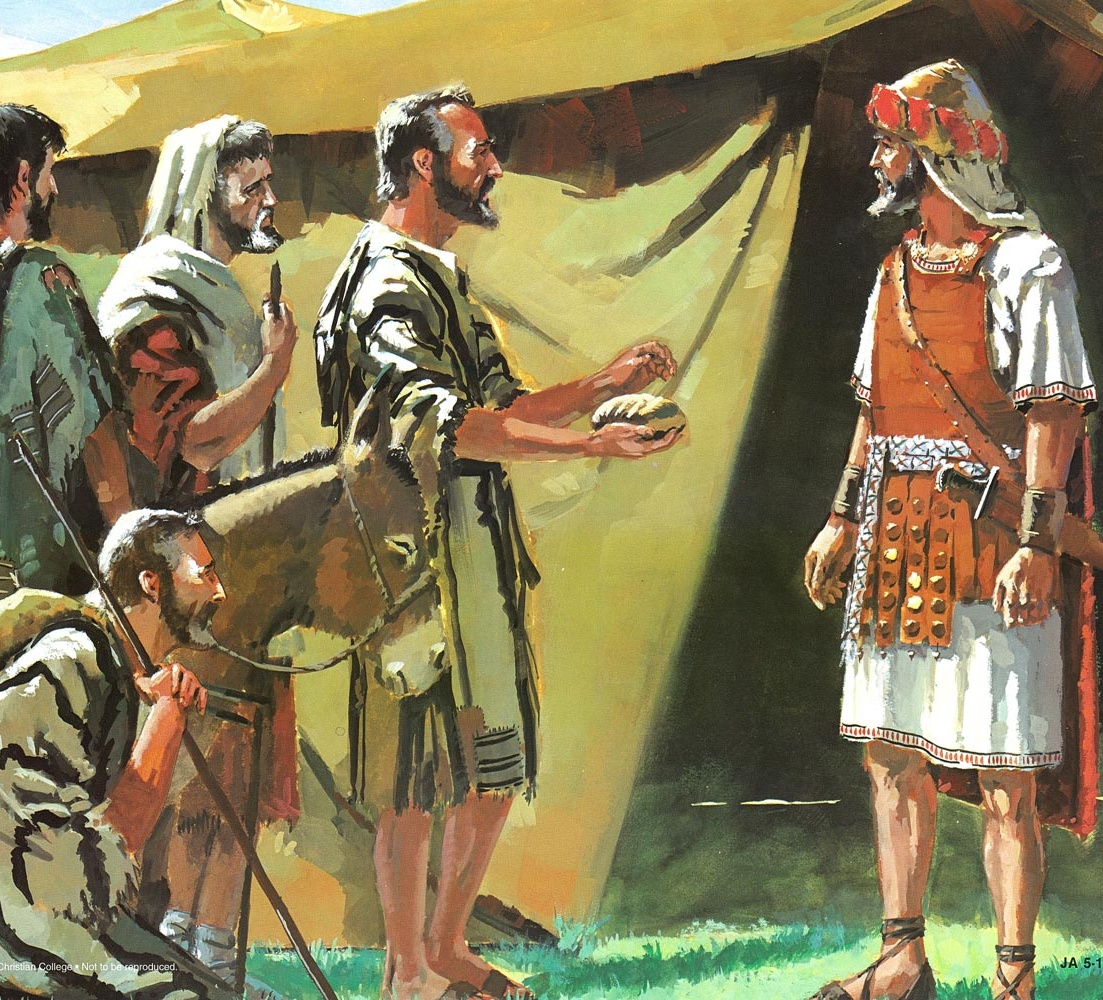 Christian College • Not to be reproduced.
JA 5-1